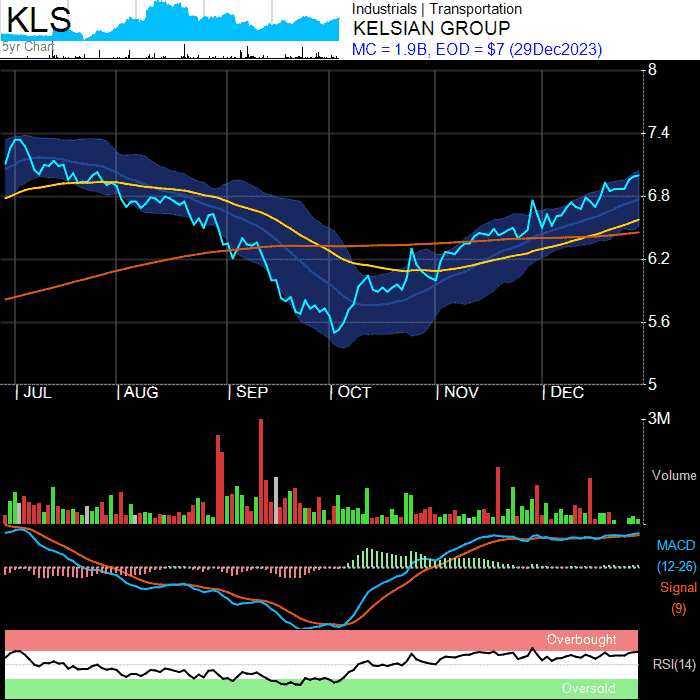 KLS
5yr Chart
Industrials | Transportation
KELSIAN GROUP
MC = 1.9B, EOD = $7 (29Dec2023)
8
7.4
6.8
6.2
5.6
5
| JUL | AUG | SEP | OCT | NOV | DEC
3M
Volume
MACD
(12-26)
Signal
(9)
Overbought
RSI(14)
Oversold